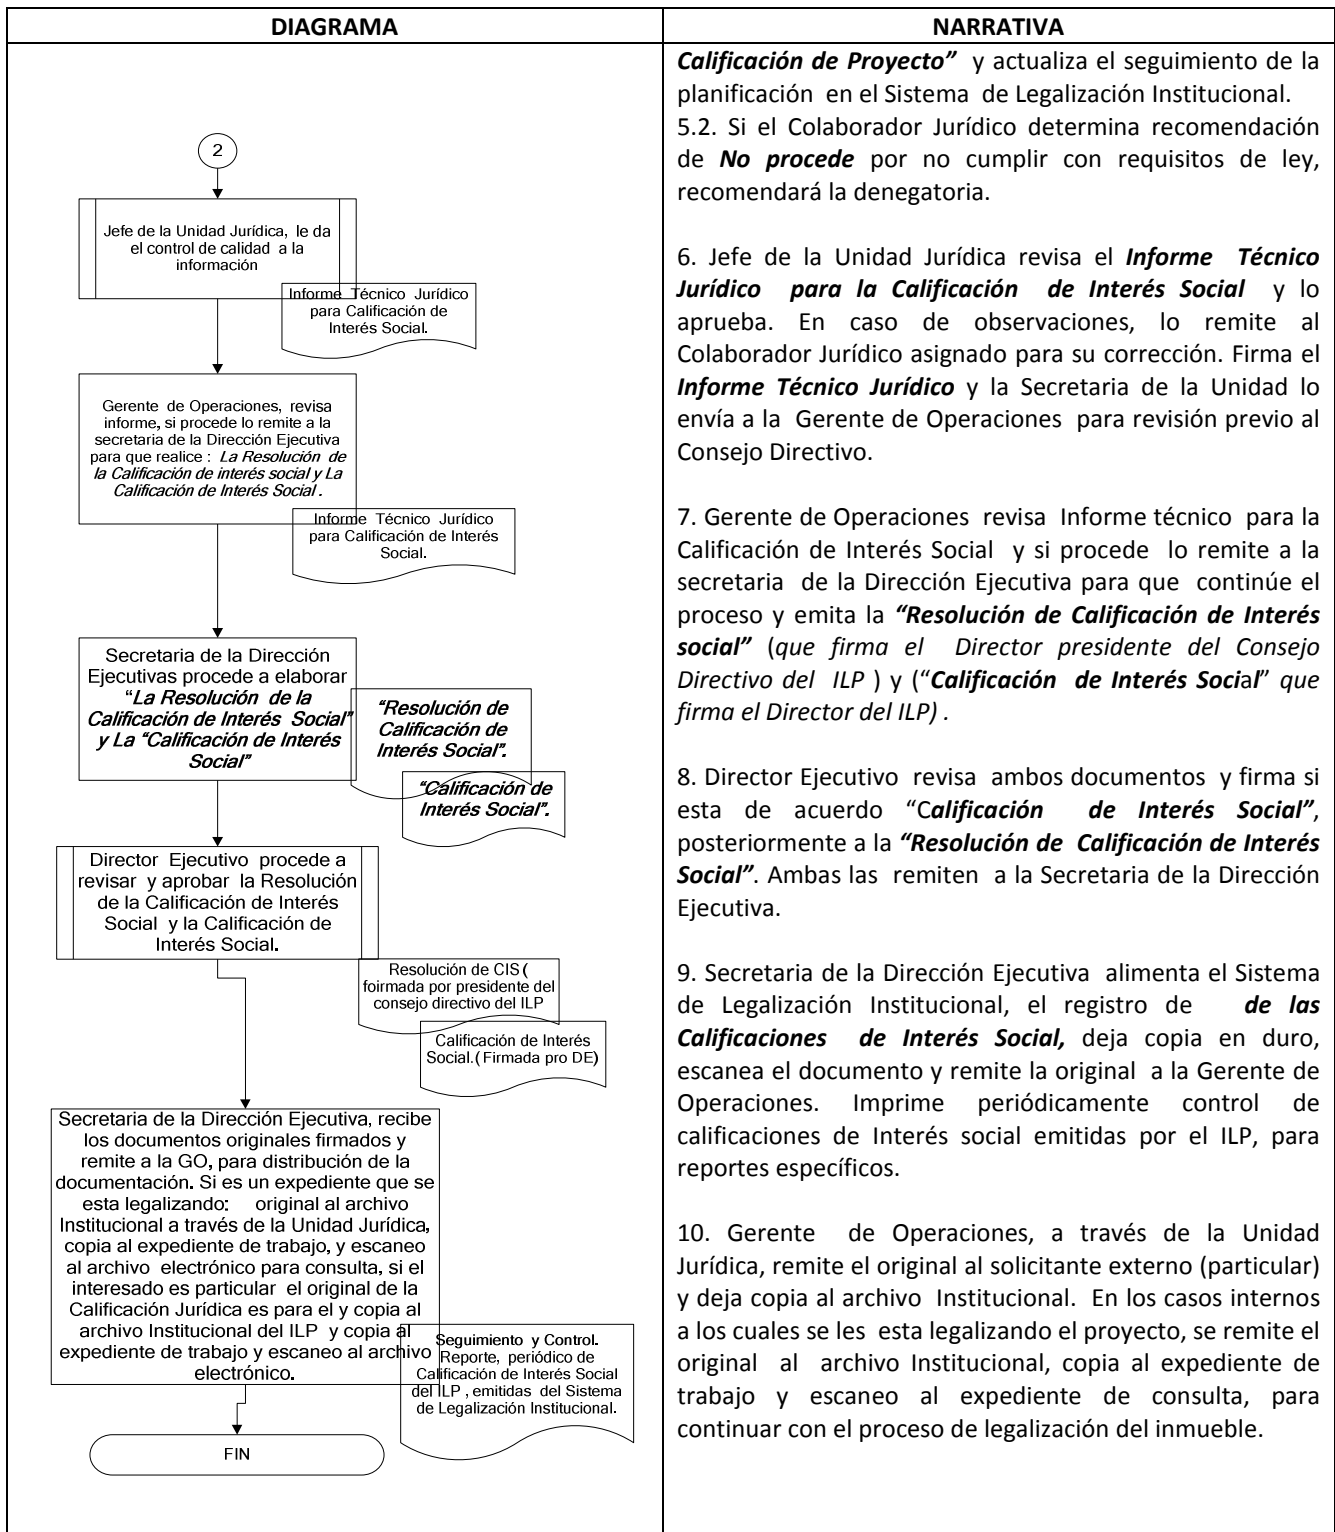 DIAGRAMA
2
Jefe de la Unidad Jurídica, le da
el control de calidad a la
información
Informe Técnico Jurídico
para Calificación de
Interés Social.
Gerente de Operaciones, revisa
informe, si procede lo remite a la
secretaria de la Dirección Ejecutiva
para que realice : La Resolución de
la Calificación de interés social y La
Calificación de Interés Social .
Informe Técnico Jurídico
para Calificación de Interés
Social.
Secretaria de la Dirección
Ejecutivas procede a elaborar
“La Resolución de la
Calificación de Interés Social”
y La “Calificación de Interés
Social”
“Resolución de
Calificación de
Interés Social”.
“Calificación de
Interés Social”.
Director Ejecutivo procede a
revisar y aprobar la Resolución
de la Calificación de Interés
Social y la Calificación de
Interés Social.
Resolución de CIS (
foirmada por presidente del
consejo directivo del ILP
Calificación de Interés
Social.( Firmada pro DE)
Secretaria de la Dirección Ejecutiva, recibe
los documentos originales firmados y
remite a la GO, para distribución de la
documentación. Si es un expediente que se
esta legalizando: original al archivo
Institucional a través de la Unidad Jurídica,
copia al expediente de trabajo, y escaneo
al archivo electrónico para consulta, si el
interesado es particular el original de la
Calificación Jurídica es para el y copia al
archivo Institucional del ILP y copia al
expediente de trabajo y escaneo al archivo
electrónico.
Seguimiento y Control.
Reporte, periódico de
Calificación de Interés Social
del ILP , emitidas del Sistema
de Legalización Institucional.
FIN
NARRATIVA
Calificación de Proyecto” y actualiza el seguimiento de la
planificación en el Sistema de Legalización Institucional.
5.2. Si el Colaborador Jurídico determina recomendación
de No procede por no cumplir con requisitos de ley,
recomendará la denegatoria.
6. Jefe de la Unidad Jurídica revisa el Informe Técnico
Jurídico para la Calificación de Interés Social y lo
aprueba. En caso de observaciones, lo remite al
Colaborador Jurídico asignado para su corrección. Firma el
Informe Técnico Jurídico y la Secretaria de la Unidad lo
envía a la Gerente de Operaciones para revisión previo al
Consejo Directivo.
7. Gerente de Operaciones revisa Informe técnico para la
Calificación de Interés Social y si procede lo remite a la
secretaria de la Dirección Ejecutiva para que continúe el
proceso y emita la “Resolución de Calificación de Interés
social” (que firma el Director presidente del Consejo
Directivo del ILP ) y (“Calificación de Interés Social” que
firma el Director del ILP) .
8. Director Ejecutivo revisa ambos documentos y firma si
esta de acuerdo “Calificación de Interés Social”,
posteriormente a la “Resolución de Calificación de Interés
Social”. Ambas las remiten a la Secretaria de la Dirección
Ejecutiva.
9. Secretaria de la Dirección Ejecutiva alimenta el Sistema
de Legalización Institucional, el registro de de las
Calificaciones de Interés Social, deja copia en duro,
escanea el documento y remite la original a la Gerente de
Operaciones. Imprime periódicamente control de
calificaciones de Interés social emitidas por el ILP, para
reportes específicos.
10. Gerente de Operaciones, a través de la Unidad
Jurídica, remite el original al solicitante externo (particular)
y deja copia al archivo Institucional. En los casos internos
a los cuales se les esta legalizando el proyecto, se remite el
original al archivo Institucional, copia al expediente de
trabajo y escaneo al expediente de consulta, para
continuar con el proceso de legalización del inmueble.